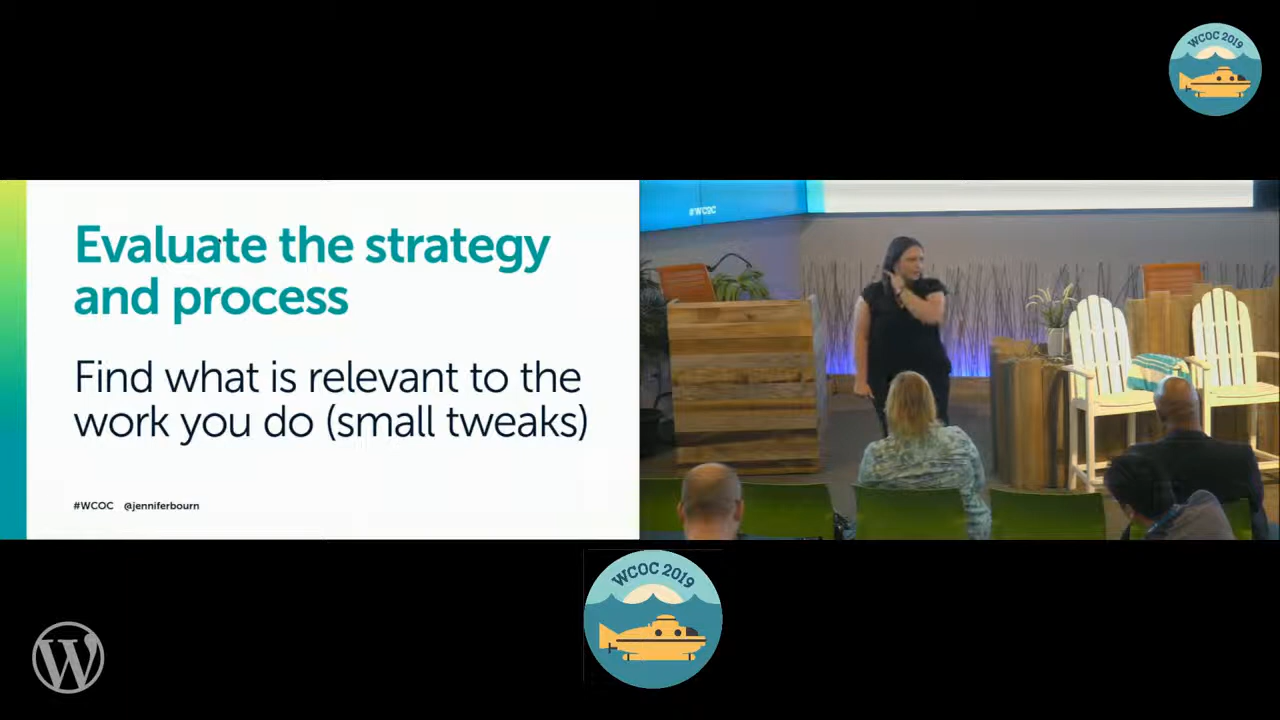 WCOC 2019
#WCOC
Evaluate the strategy
and process
Find what is relevant to the
work you do (small tweaks)
#WCOC @jenniferbourn
WCOC 2019
W